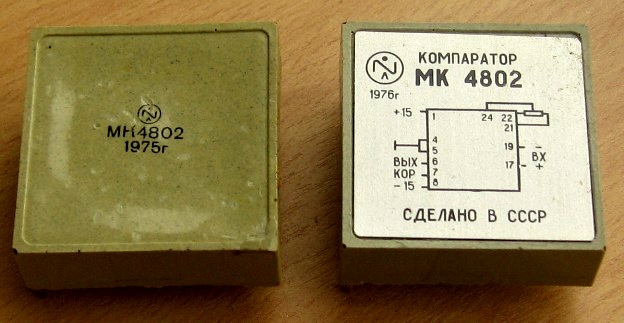 МК4802
1975г
КОМПАРАТОР
МК 4802
1976г
+15
1
24
22
21
4
5
ВЫХ 6
КОР 7
-15 8
19 -
ВХ
17 +
СДЕЛАНО В СССР